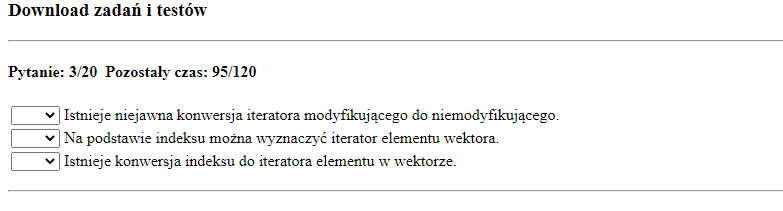 Download zadań i testów
Pytanie: 3/20 Pozostały czas: 95/120
Istnieje niejawna konwersja iteratora modyfikującego do niemodyfikującego.
Na podstawie indeksu można wyznaczyć iterator elementu wektora.
Istnieje konwersja indeksu do iteratora elementu w wektorze.